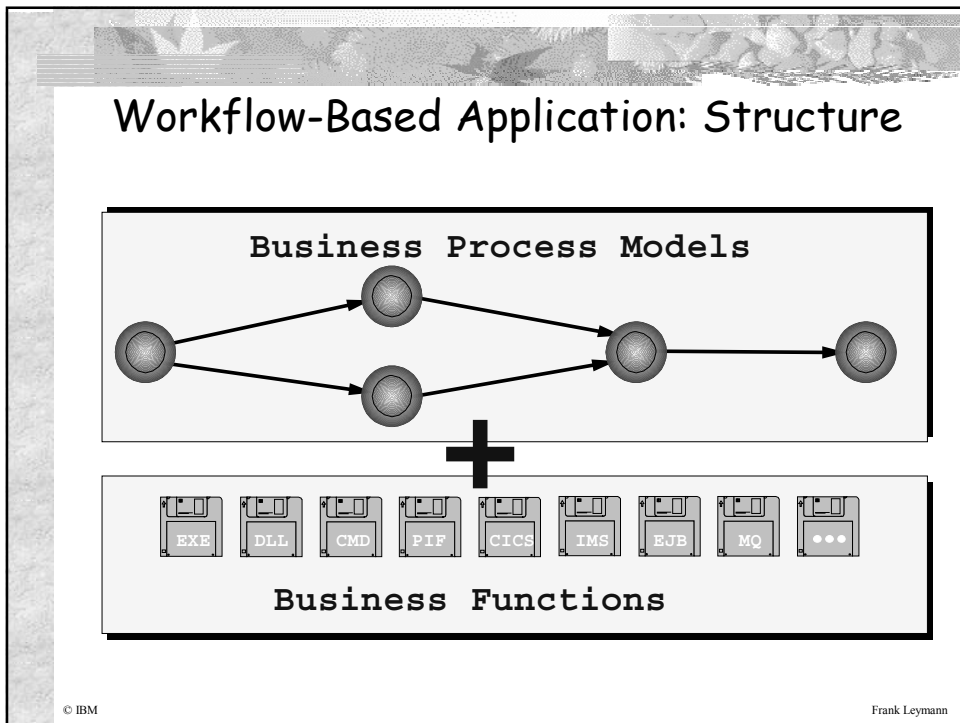 Workflow-Based Application: Structure
Business Process Models
+
EXE DLL CMD PIF CICS IMS EJB MQ •••
Business Functions
© IBM Frank Leymann